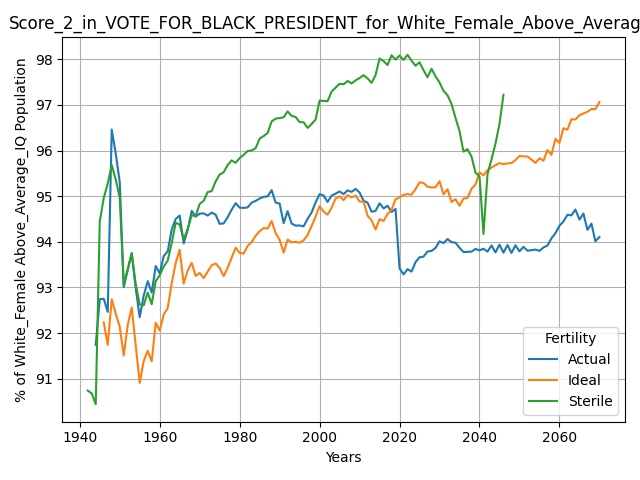 Score_2_in_VOTE_FOR_BLACK_PRESIDENT_for_White_Female_Above_Averag
% of White_Female Above_Average_IQ Population
98
97
96
95
94
93
92
91
1940
1960
1980
2000
2020
2040
2060
Years
Fertility
Actual
Ideal
Sterile